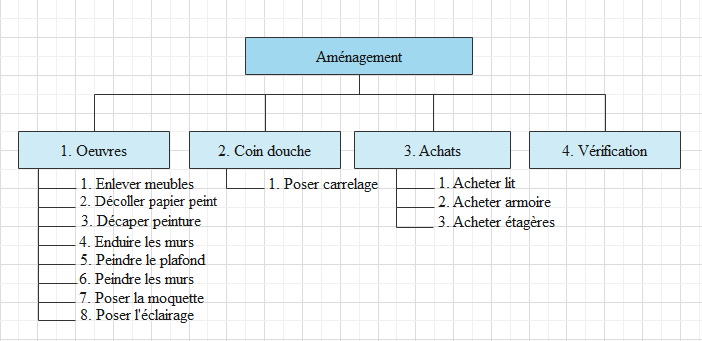 Aménagement
1. Oeuvres
2. Coin douche
3. Achats
4. Vérification
1. Enlever meubles
2. Décoller papier peint
3. Décaper peinture
4. Enduire les murs
5. Peindre le plafond
6. Peindre les murs
7. Poser la moquette
8. Poser l'éclairage
1. Poser carrelage
1. Acheter lit
2. Acheter armoire
3. Acheter étagères